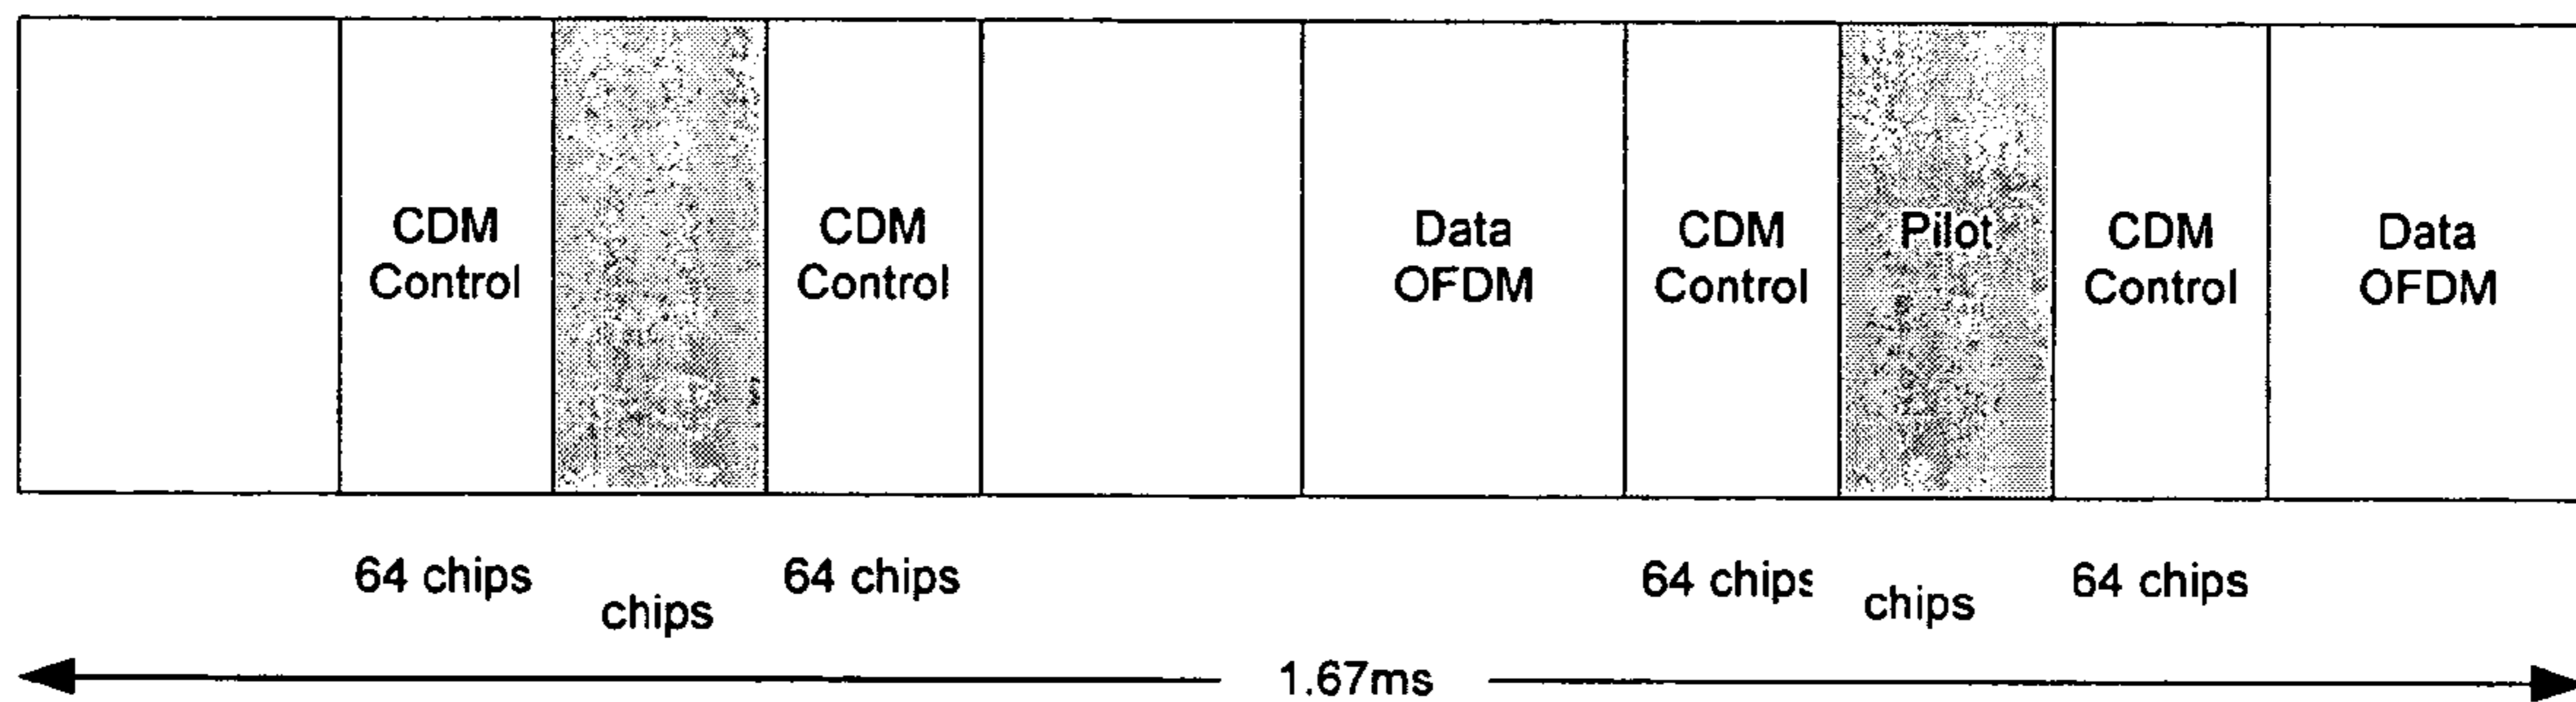 CDM
Control
CDM
Control
Data
OFDM
CDM
Control
Pilot
CDM
Control
Data
OFDM
64 chips
chips
64 chips
64 chips
chips
64 chips
1.67ms